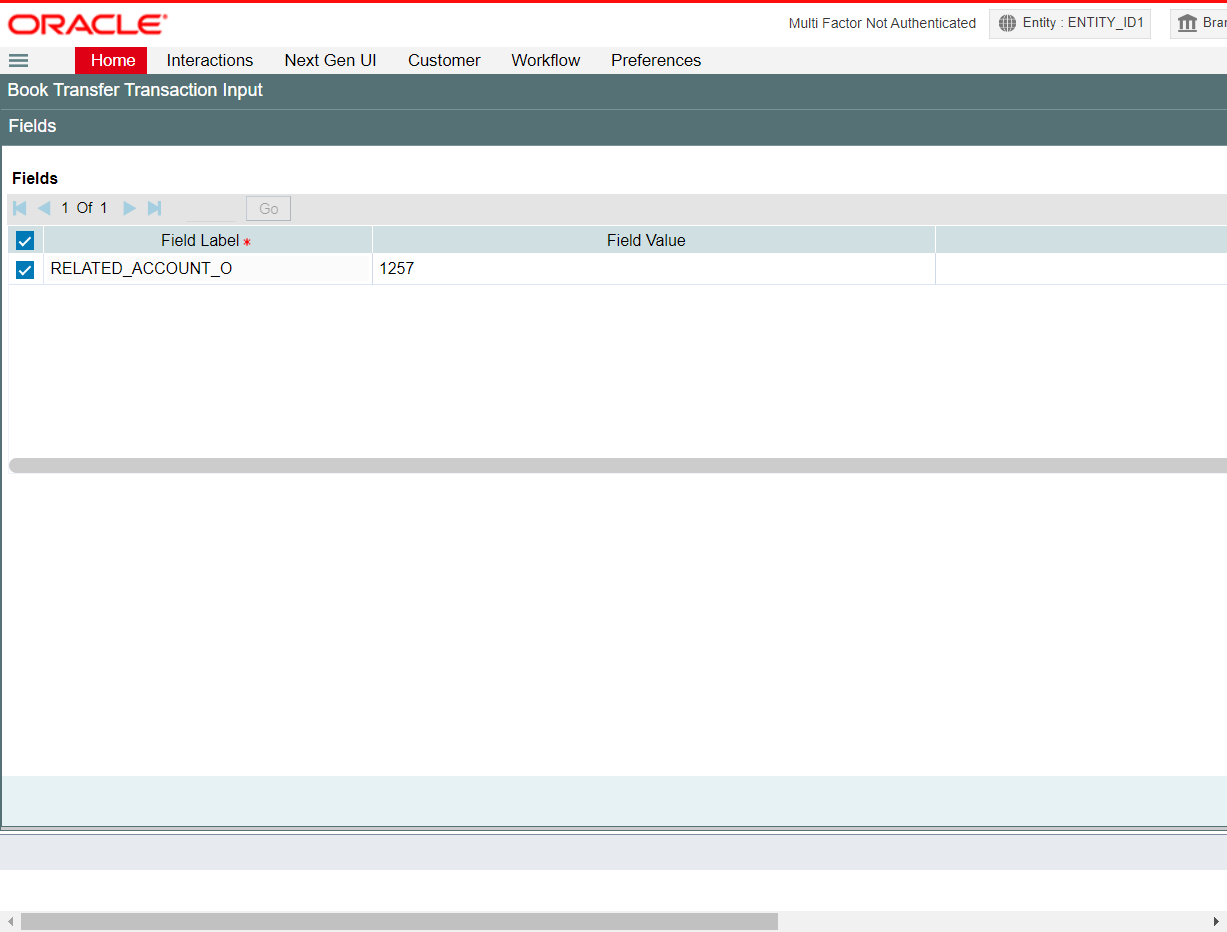 ORACLE
Multi Factor Not Authenticated
Entity : ENTITY_ID1
Home Interactions Next Gen UI Customer Workflow Preferences
Book Transfer Transaction Input
Fields
Fields
1 Of 1 Go
Field Label * Field Value
RELATED_ACCOUNT_O 1257